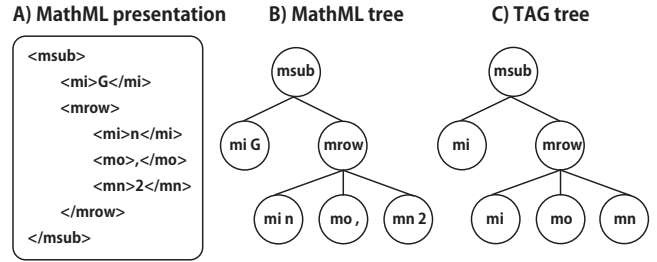 A) MathML presentation
<msub>
<mi>G</mi>
<mrow>
<mi>n</mi>
<mo>,</mo>
<mn>2</mn>
</mrow>
</msub>
B) MathML tree
msub
mi G mrow
mi n mo , mn 2
C) TAG tree
msub
mi mrow
mi mo mn